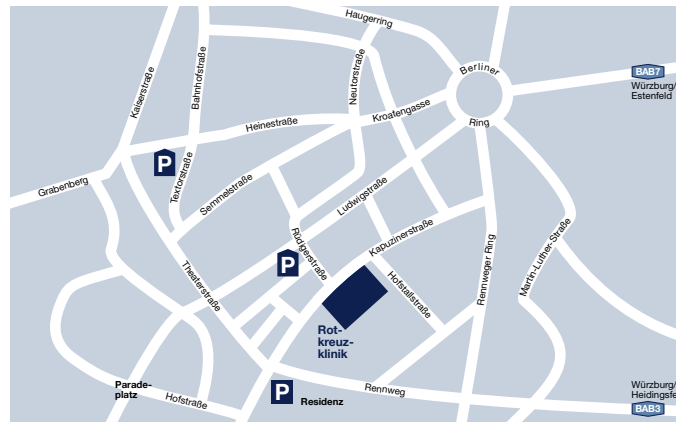 Haugerring
Berliner
Ring
BAB7
Würzburg/
Estenfeld
Kaiserstraße
Bahnhofstraße
Neutorstraße
Kroatengasse
Heinestraße
P
Textorstraße
Grabenberg
Semmelstraße
Ludwigstraße
Kapuzinerstraße
Rüdigerstraße
P
Theaterstraße
Hofstallstraße
Rennweger Ring
Martin-Luther-Straße
Rot-
kreuz-
klinik
Parade-
platz
Hofstraße
P
Residenz
Rennweg
Würzburg/
Heidingsfe
BAB3